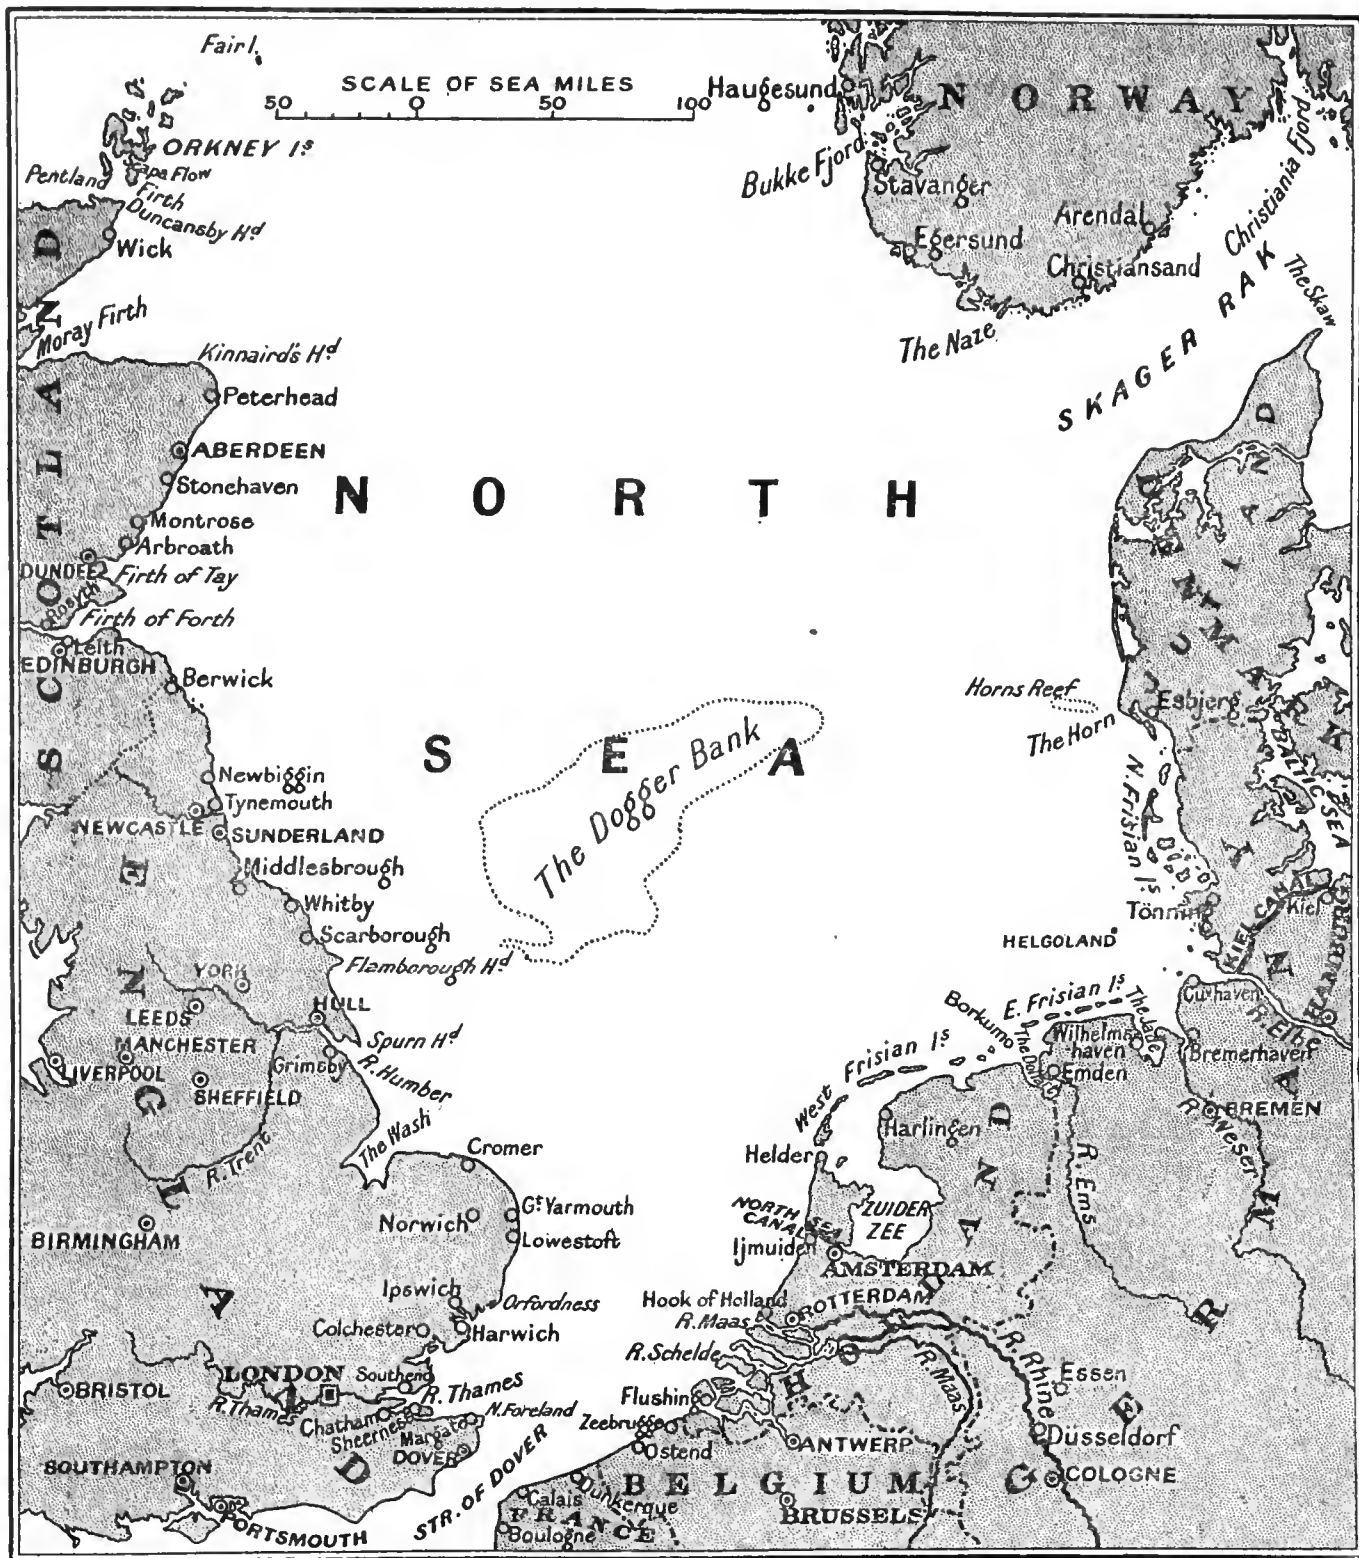 Fair I.
SCALE OF SEA MILES
50 0 50 100
Haugesund
NORWAY
ORKNEY Is
Scapa Flow
Pentland
Firth
Duncansby Hd
Wick
Bukke Fjord
Stavanger
Arendal
Egersund
Christiansand
Christiania Fjord
The Skaw
SKAGER RAK
The Naze
Moray Firth
Kinnaird's Hd
Peterhead
ABERDEEN
Stonehaven
Montrose
Arbroath
DUNDEE
Firth of Tay
Rosyth
Firth of Forth
Leith
EDINBURGH
SCOTLAND
Berwick
NORTH
SEA
The Dogger Bank
Horns Reef
The Horn
Esbjerg
JUTLAND
DENMARK
BALTIC SEA
N. Frisian Is
Newbiggin
Tynemouth
NEWCASTLE
SUNDERLAND
Middlesbrough
Whitby
Scarborough
Flamborough Hd
YORK
HULL
LEEDS
MANCHESTER
Spurn Hd
LIVERPOOL
SHEFFIELD
Grimsby
R. Humber
R. Trent
The Wash
Cromer
Norwich
Gt Yarmouth
Lowestoft
BIRMINGHAM
Ipswich
Orfordness
Colchester
Harwich
ENGLAND
LONDON
Southend
R. Thames
R. Thames
BRISTOL
Chatham
Sheerness
Margate
N. Foreland
DOVER
SOUTHAMPTON
PORTSMOUTH
STR. OF DOVER
Tönning
KIEL CANAL
Kiel
HELGOLAND
Cuxhaven
HAMBURG
R. Elbe
E. Frisian Is
The Jade
Borkum
The Dollart
Wilhelms
haven
Emden
Bremerhaven
BREMEN
R. Weser
West Frisian Is
Harlingen
Helder
R. Ems
NORTH SEA
CANAL
ZUIDER
ZEE
Ijmuiden
AMSTERDAM
Hook of Holland
ROTTERDAM
R. Maas
R. Schelde
HOLLAND
R. Maas
R. Rhine
Essen
Flushing
Zeebrugge
Ostend
ANTWERP
Düsseldorf
COLOGNE
GERMANY
BELGIUM
BRUSSELS
Dunkerque
Calais
FRANCE
Boulogne